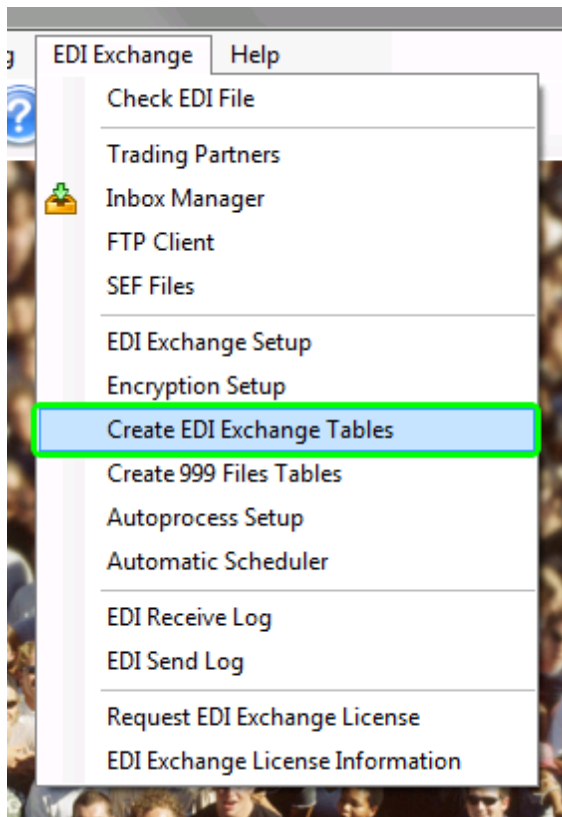 EDI Exchange Help
Check EDI File
Trading Partners
Inbox Manager
FTP Client
SEF Files
EDI Exchange Setup
Encryption Setup
Create EDI Exchange Tables
Create 999 Files Tables
Autoprocess Setup
Automatic Scheduler
EDI Receive Log
EDI Send Log
Request EDI Exchange License
EDI Exchange License Information